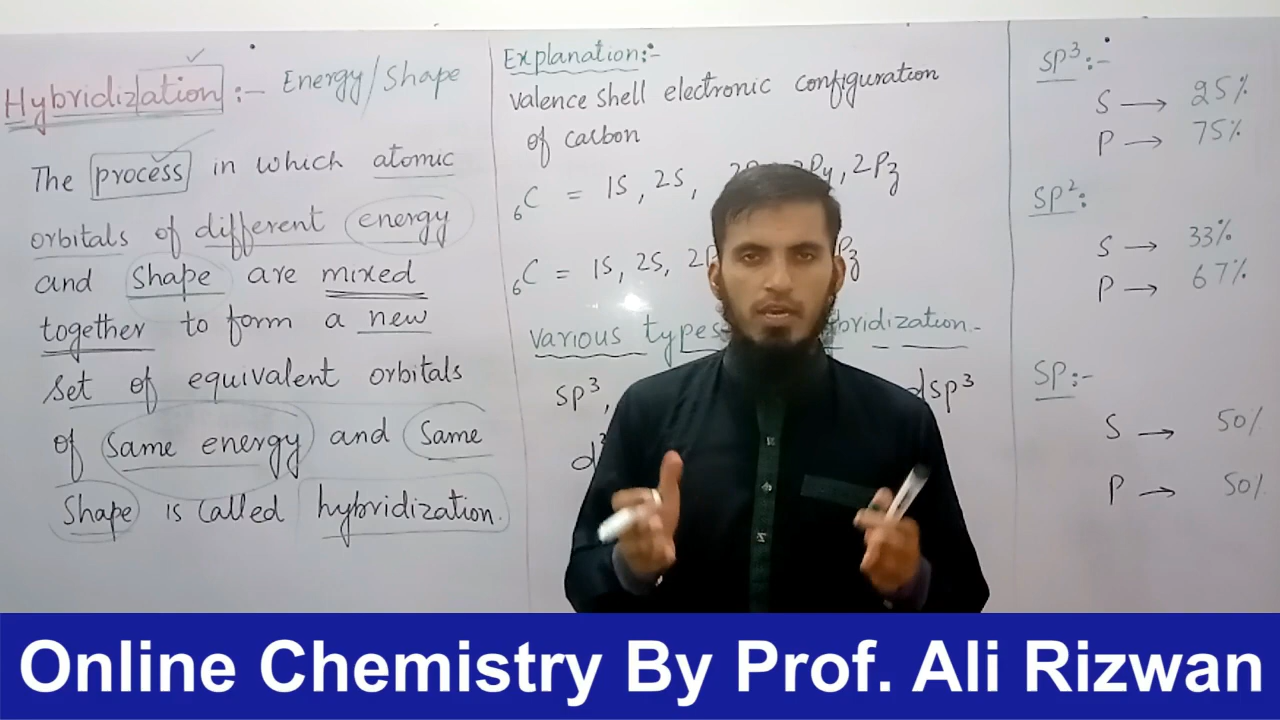 Hybridization:- Energy/Shape
The process in which atomic
orbitals of different energy
and shape are mixed
together to form a new
set of equivalent orbitals
of same energy and same
shape is called hybridization.
Explanation:-
Valence shell electronic configuration
of carbon
₆C = 1S, 2S, 2Py, 2Pz
₆C = 1S, 2S, 2P Pz
Various types bridization-
sp³, dsp³
d
sp³:-
S → 25%
P → 75%
SP²:
S → 33%
P → 67%
SP:-
S → 50%
P → 50%
Online Chemistry By Prof. Ali Rizwan